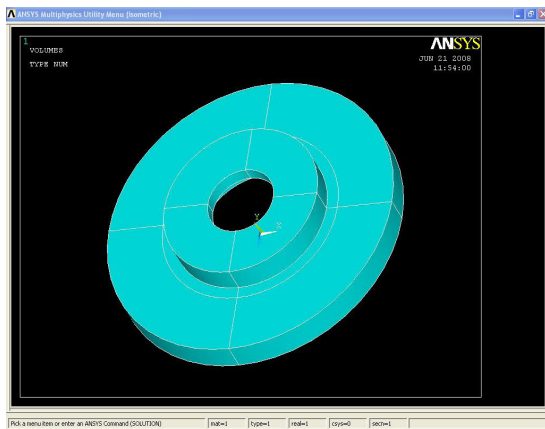 ANSYS Multiphysics Utility Menu (isometric)
1
VOLUMES
TYPE NUM
ANSYS
JUN 21 2008
11:54:00
Y
X
Pick a menu item or enter an ANSYS Command (SOLUTION)
mat=1
type=1
real=1
csys=0
secn=1